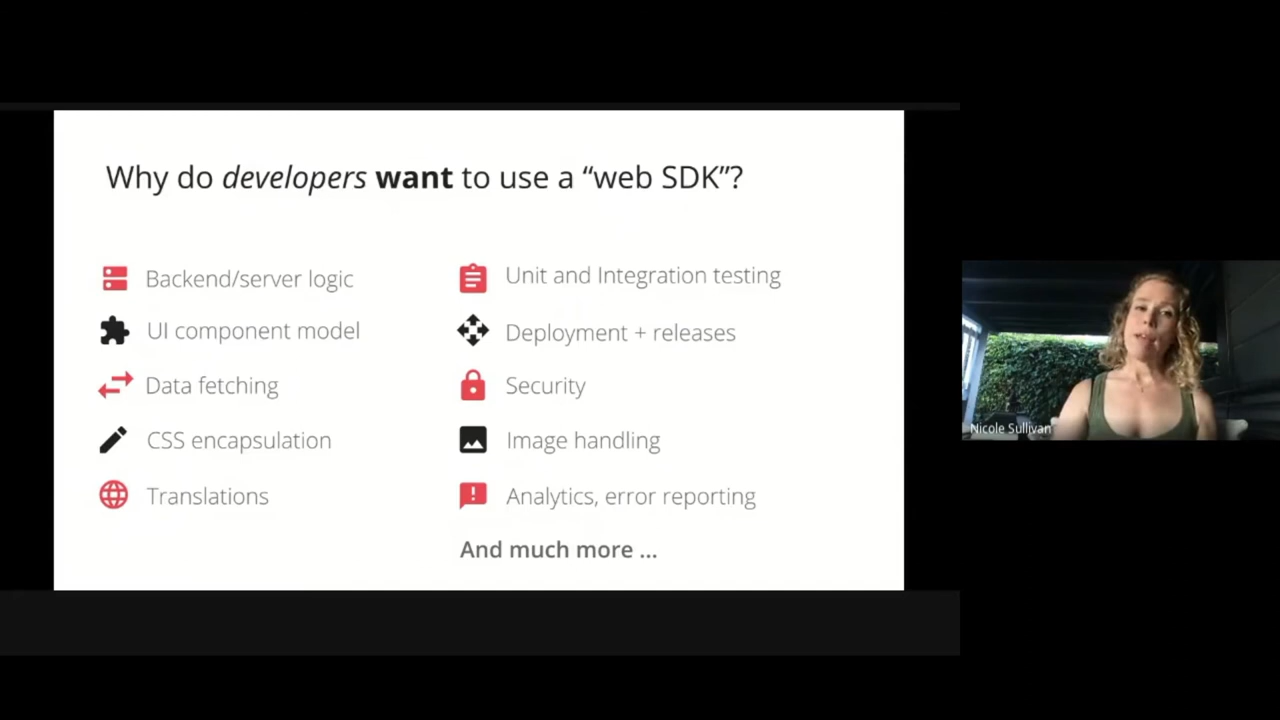 Why do developers want to use a “web SDK”?
Backend/server logic
UI component model
Data fetching
CSS encapsulation
Translations
Unit and Integration testing
Deployment + releases
Security
Image handling
Analytics, error reporting
And much more ...
Nicole Sullivan